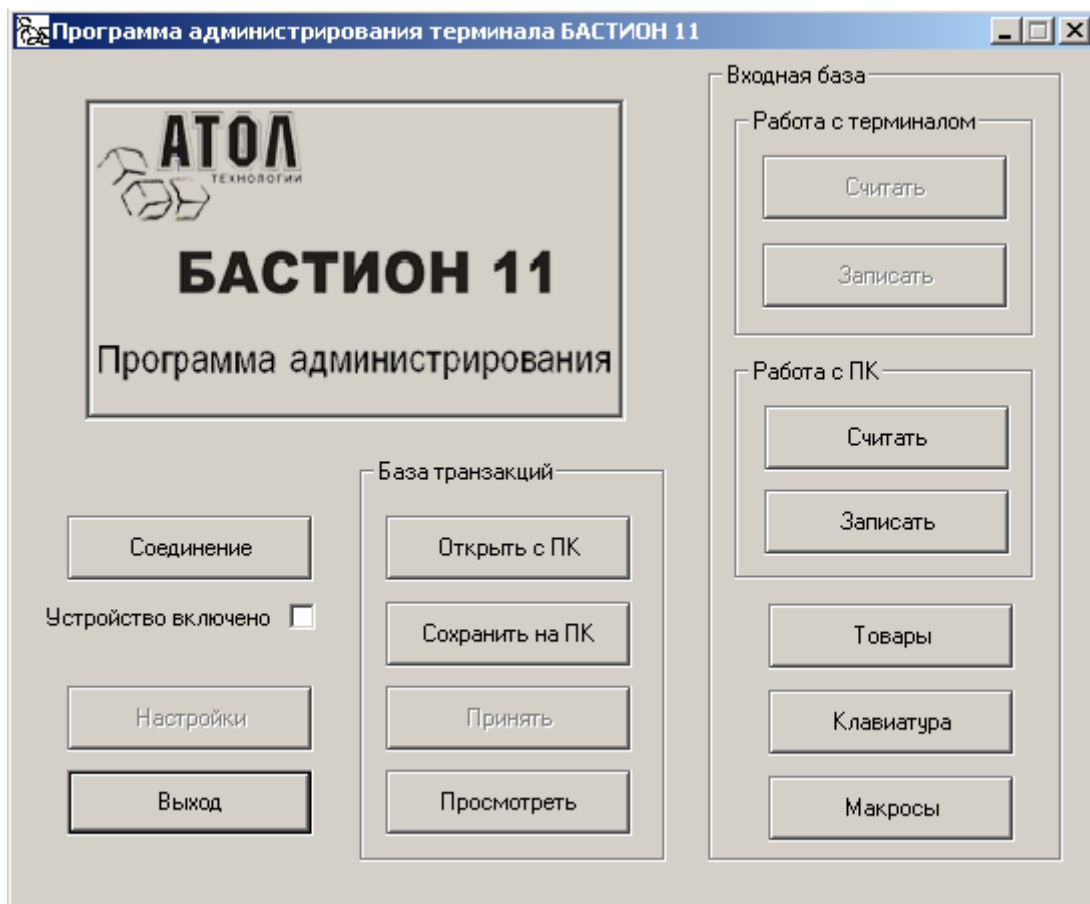 Программа администрирования терминала БАСТИОН 11
АТОЛ
ТЕХНОЛОГИИ
БАСТИОН 11
Программа администрирования
Соединение
Устройство включено
Настройки
Выход
База транзакций
Открыть с ПК
Сохранить на ПК
Принять
Просмотреть
Входная база
Работа с терминалом
Считать
Записать
Работа с ПК
Считать
Записать
Товары
Клавиатура
Макросы